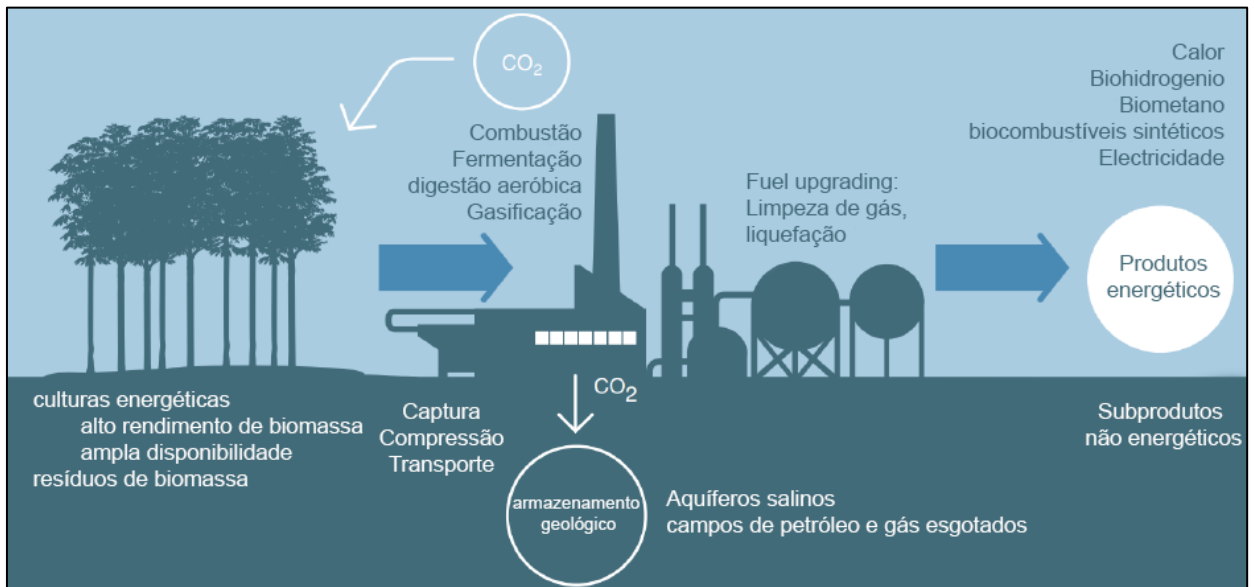 CO2
Combustão
Fermentação
digestão aeróbica
Gasificação
Fuel upgrading:
Limpeza de gás,
liquefação
Calor
Biohidrogenio
Biometano
biocombustíveis sintéticos
Electricidade
Produtos
energéticos
culturas energéticas
alto rendimento de biomassa
ampla disponibilidade
resíduos de biomassa
Captura
Compressão
Transporte
CO2
armazenamento
geológico
Aquíferos salinos
campos de petróleo e gás esgotados
Subprodutos
não energéticos